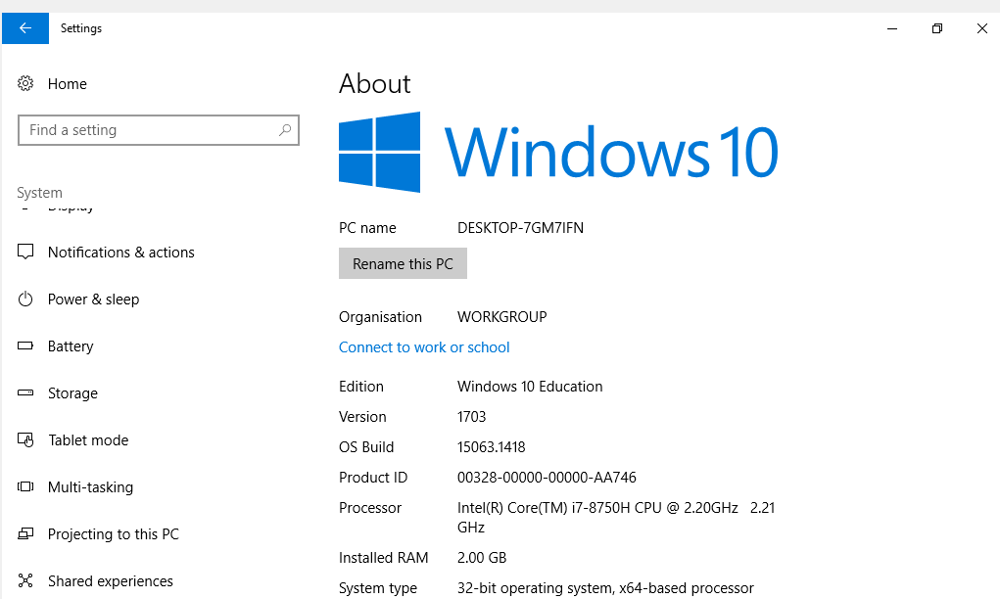 Settings
Home
Find a setting
System
Display
Notifications & actions
Power & sleep
Battery
Storage
Tablet mode
Multi-tasking
Projecting to this PC
Shared experiences
About
Windows 10
PC name DESKTOP-7GM7IFN
Rename this PC
Organisation WORKGROUP
Connect to work or school
Edition Windows 10 Education
Version 1703
OS Build 15063.1418
Product ID 00328-00000-00000-AA746
Processor Intel(R) Core(TM) i7-8750H CPU @ 2.20GHz 2.21
GHz
Installed RAM 2.00 GB
System type 32-bit operating system, x64-based processor